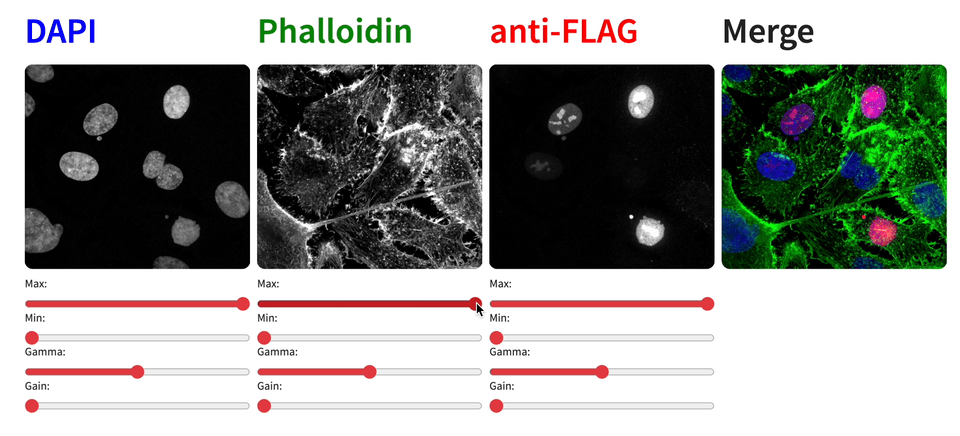 DAPI Phalloidin anti-FLAG Merge
Max: Max: Max:
Min: Min: Min:
Gamma: Gamma: Gamma:
Gain: Gain: Gain: